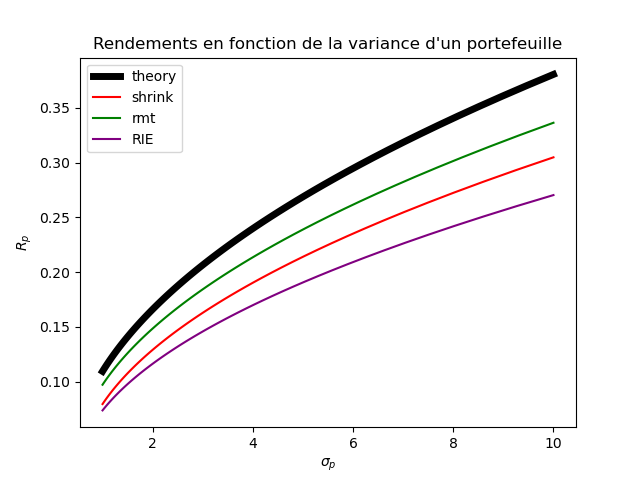 Rendements en fonction de la variance d'un portefeuille
theory
shrink
rmt
RIE
0.35
0.30
0.25
0.20
0.15
0.10
R_p
2 4 6 8 10
σ_p